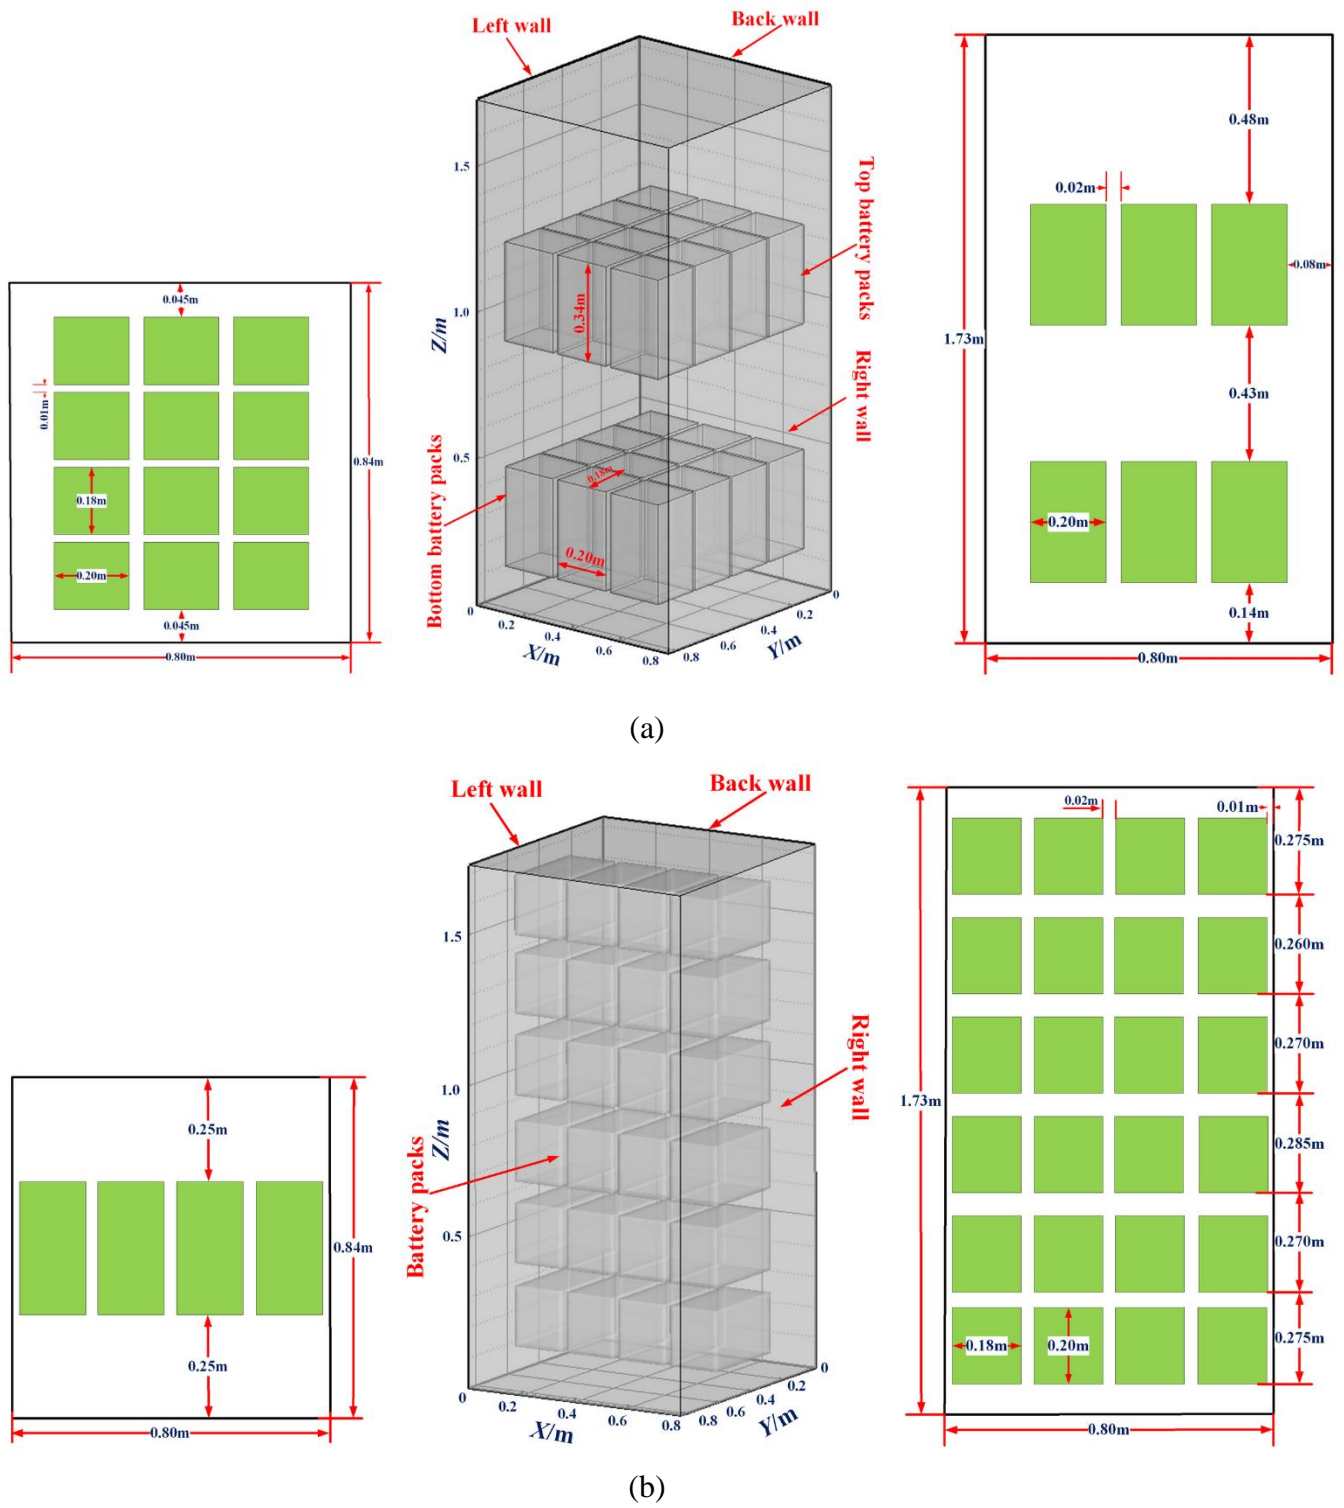 Left wall
Back wall
0.045m
0.01m
0.18m
0.20m
0.045m
0.84m
0.80m
1.5
1.0
0.5
Z/m
0
0.2
0.4
0.6
0.8
X/m
0.8
0.6
0.4
0.2
0
Y/m
0.34m
0.18m
0.20m
Top battery packs
Right wall
Bottom battery packs
1.73m
0.48m
0.02m
0.08m
0.43m
0.20m
0.14m
0.80m
(a)
Left wall
Back wall
0.25m
0.84m
0.25m
0.80m
1.5
1.0
0.5
Z/m
0
0.2
0.4
0.6
0.8
X/m
0.8
0.6
0.4
0.2
0
Y/m
Battery packs
Right wall
0.02m
0.01m
0.275m
0.260m
0.270m
1.73m
0.285m
0.270m
0.18m
0.20m
0.275m
0.80m
(b)